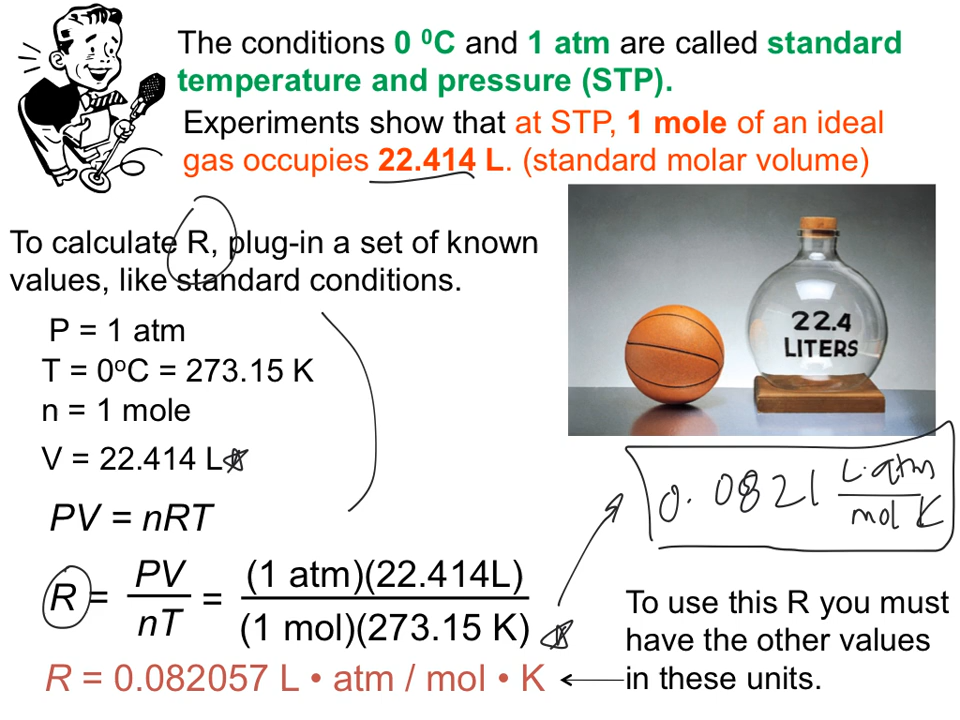 The conditions 0 ⁰C and 1 atm are called standard
temperature and pressure (STP).
Experiments show that at STP, 1 mole of an ideal
gas occupies 22.414 L. (standard molar volume)
To calculate R, plug-in a set of known
values, like standard conditions.
P = 1 atm
T = 0ºC = 273.15 K
n = 1 mole
V = 22.414 L
22.4
LITERS
PV = nRT
R = PV/nT = (1 atm)(22.414L)/(1 mol)(273.15 K)
0.0821 L·atm/mol K
R = 0.082057 L • atm / mol • K
To use this R you must
have the other values
in these units.